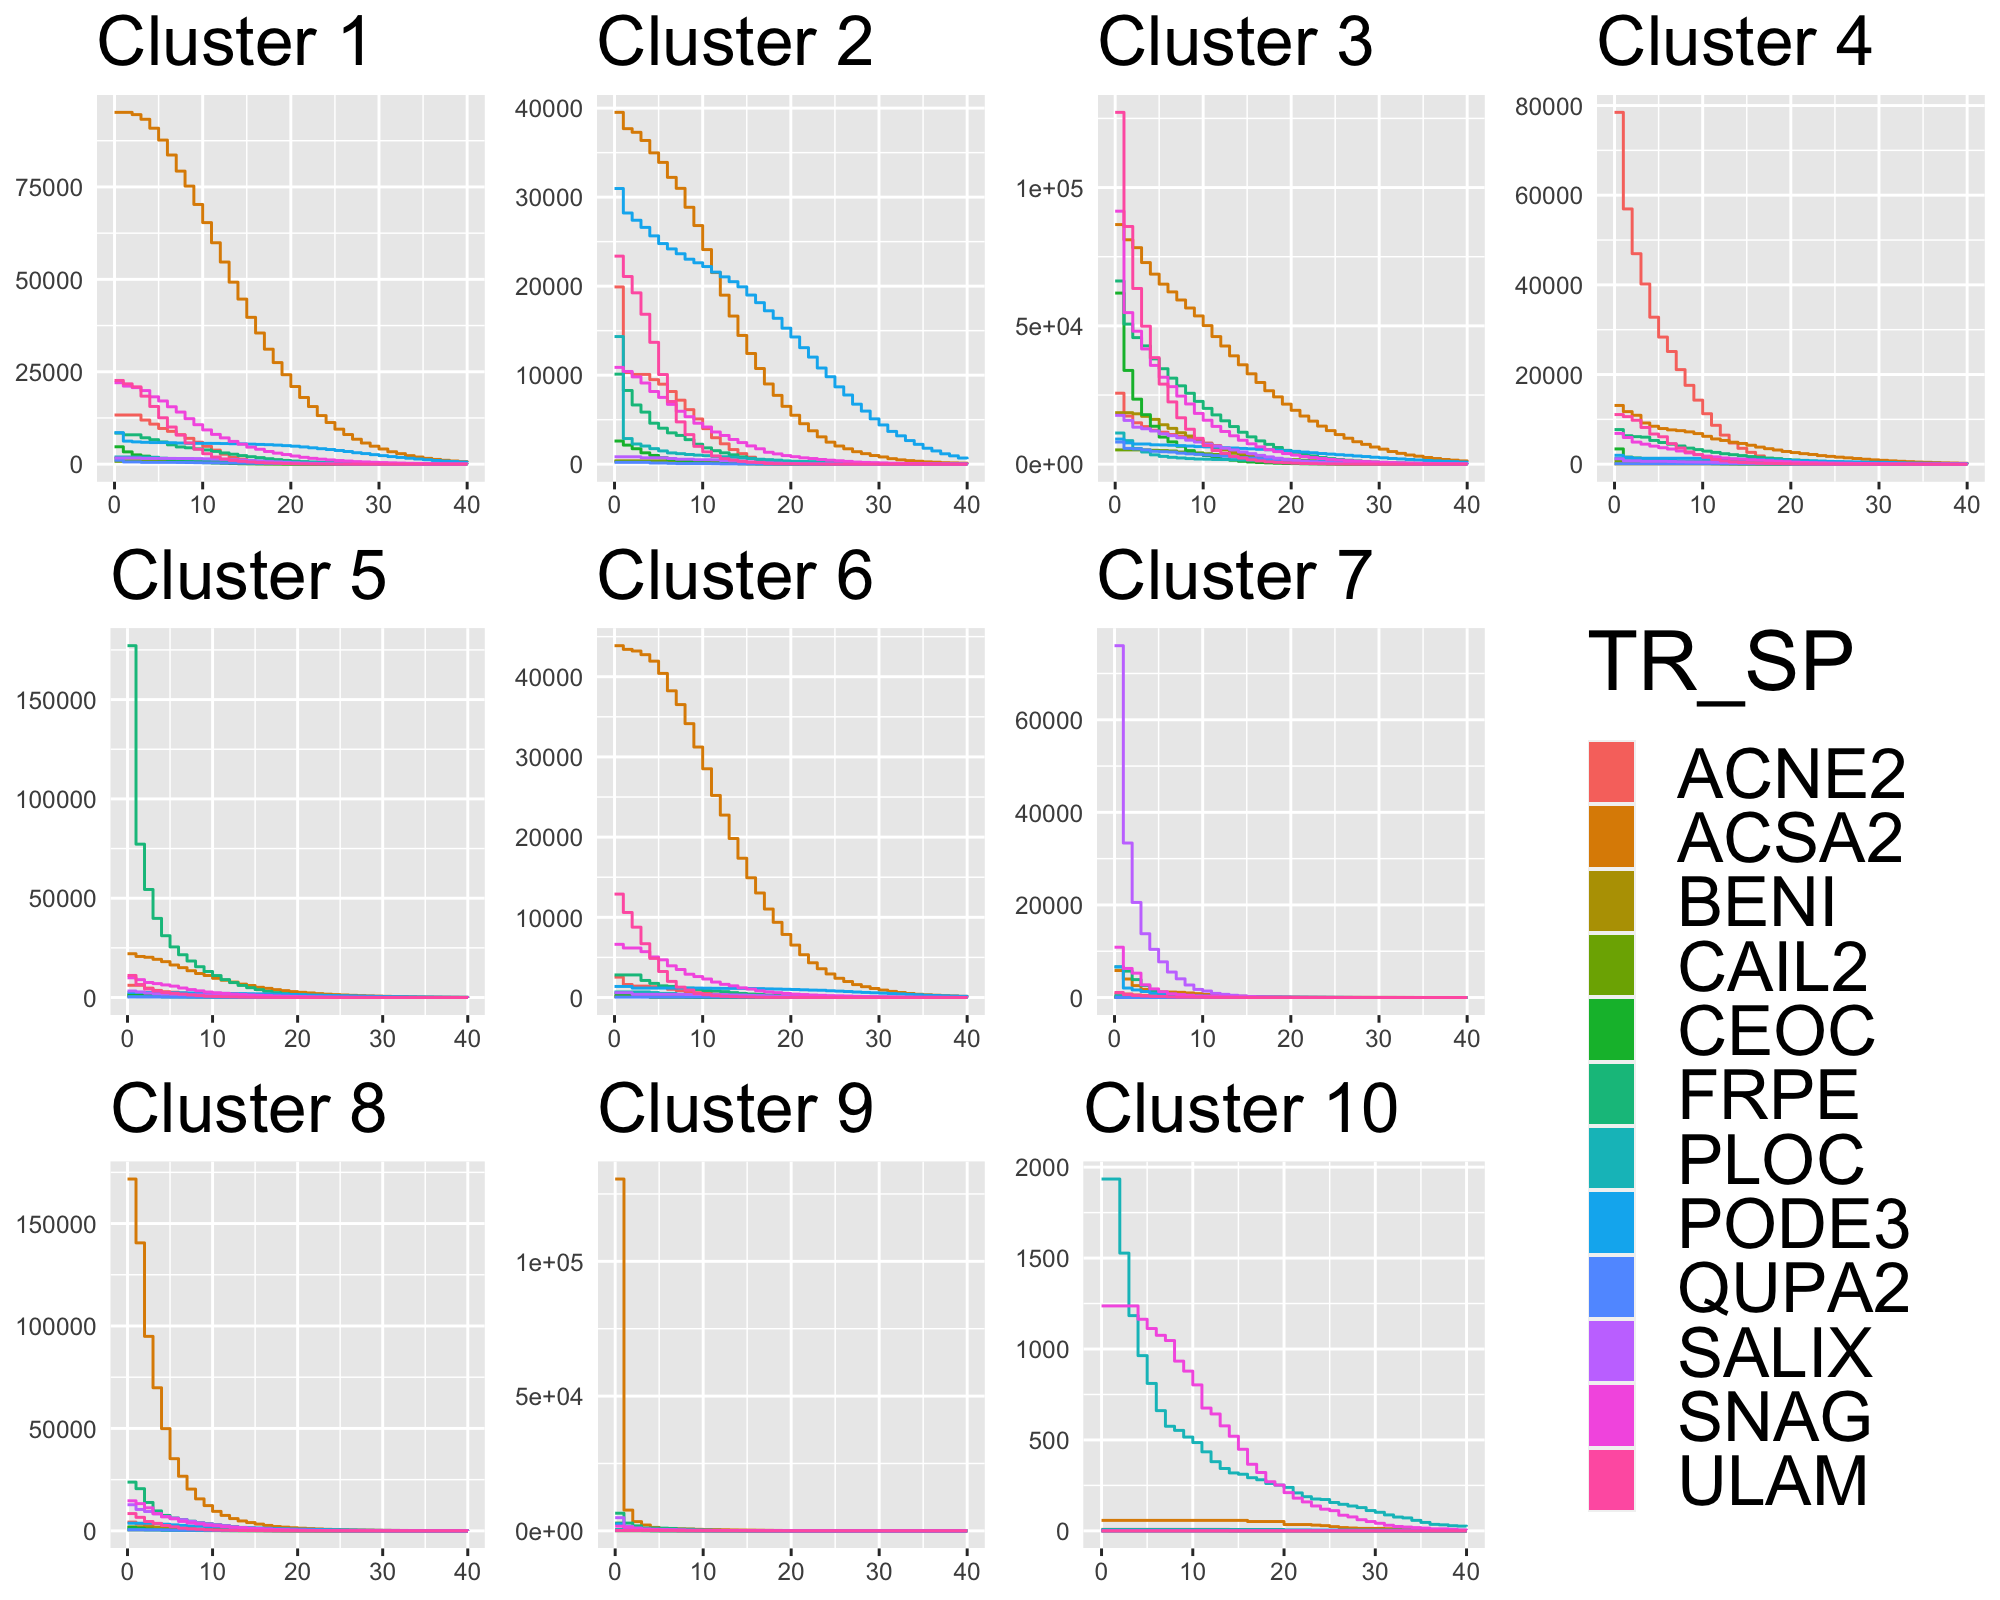 Cluster 1 Cluster 2 Cluster 3 Cluster 4
75000
50000
25000
0
0 10 20 30 40
40000
30000
20000
10000
0
0 10 20 30 40
1e+05
5e+04
0e+00
0 10 20 30 40
80000
60000
40000
20000
0
0 10 20 30 40
Cluster 5 Cluster 6 Cluster 7
150000
100000
50000
0
0 10 20 30 40
40000
30000
20000
10000
0
0 10 20 30 40
60000
40000
20000
0
0 10 20 30 40
Cluster 8 Cluster 9 Cluster 10
150000
100000
50000
0
0 10 20 30 40
1e+05
5e+04
0e+00
0 10 20 30 40
2000
1500
1000
500
0
0 10 20 30 40
TR_SP
ACNE2
ACSA2
BENI
CAIL2
CEOC
FRPE
PLOC
PODE3
QUPA2
SALIX
SNAG
ULAM